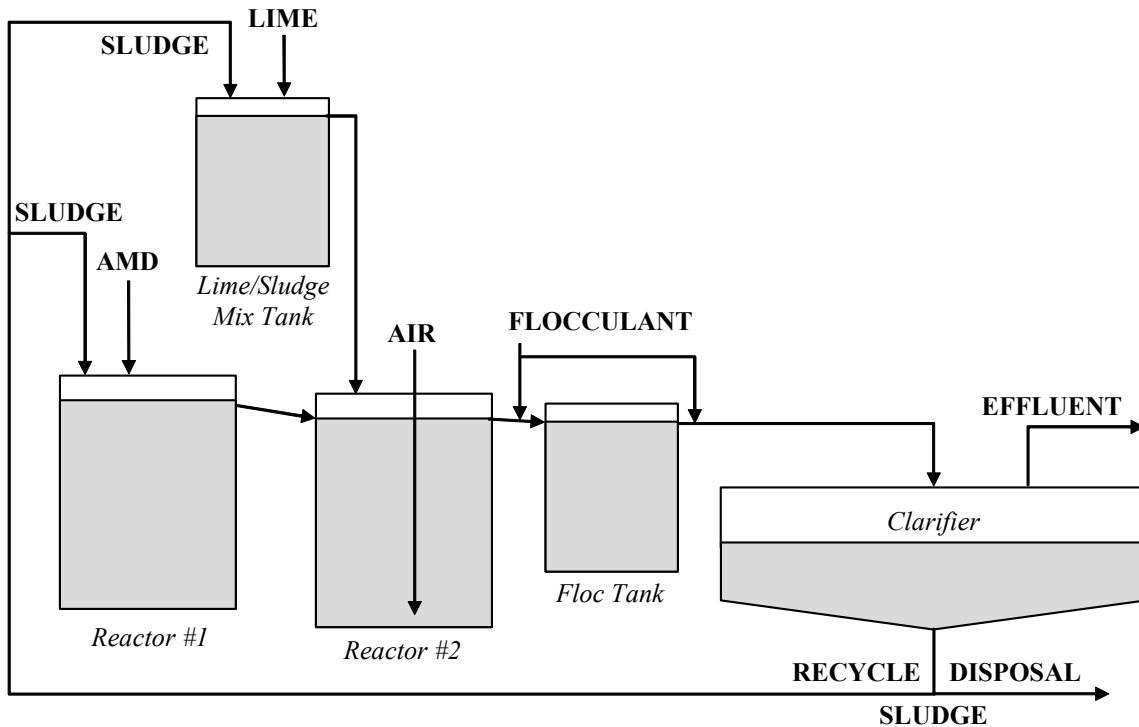 LIME
SLUDGE
SLUDGE
AMD
Lime/Sludge
Mix Tank
AIR
FLOCCULANT
EFFLUENT
Clarifier
Floc Tank
Reactor #1
Reactor #2
RECYCLE
DISPOSAL
SLUDGE